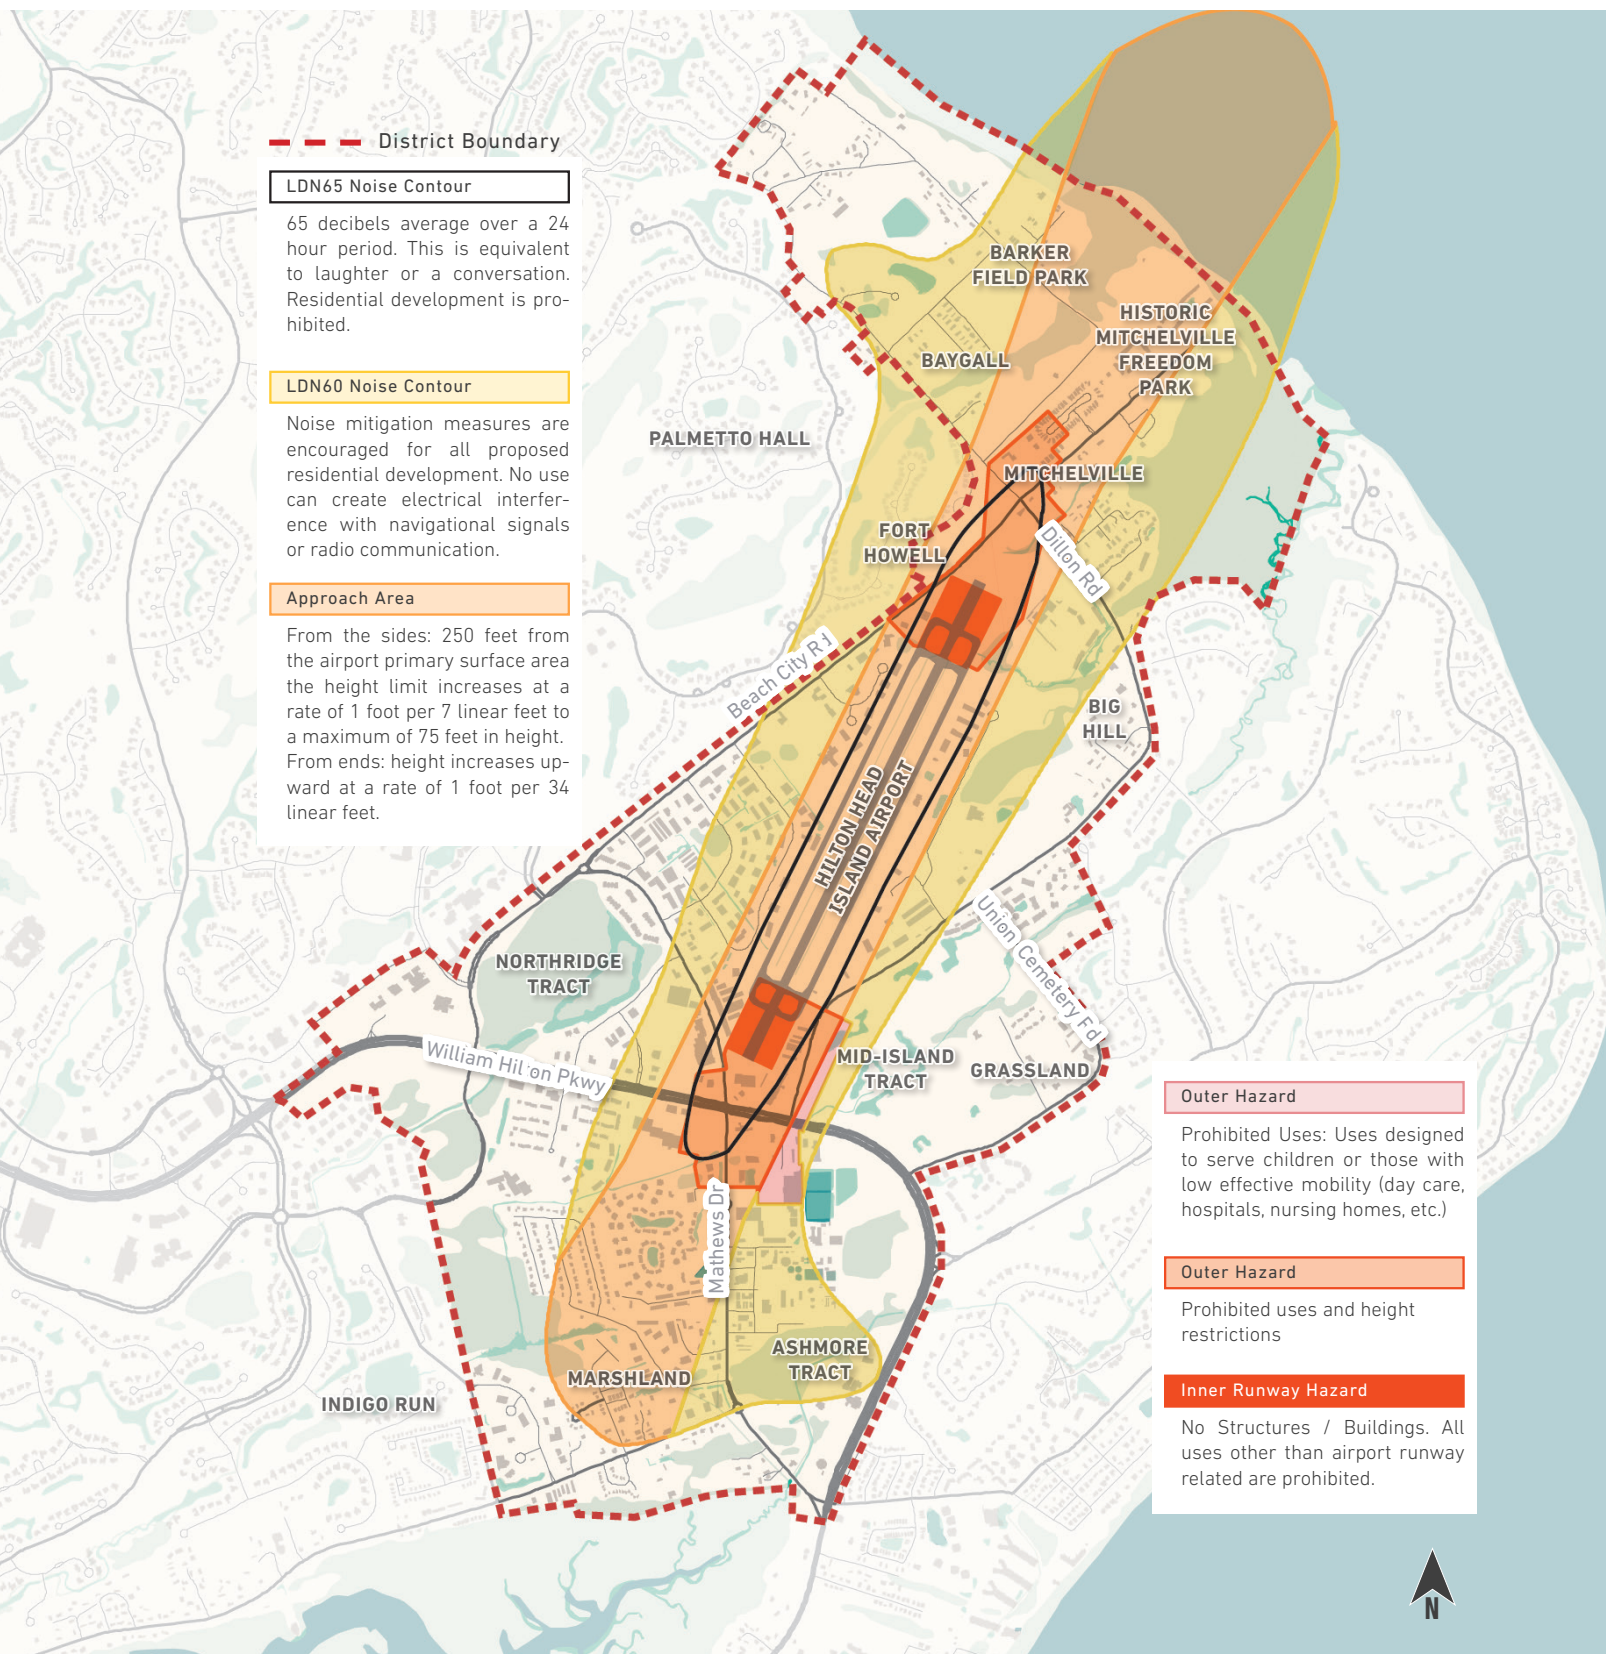 District Boundary
LDN65 Noise Contour
65 decibels average over a 24
hour period. This is equivalent
to laughter or a conversation.
Residential development is pro-
hibited.
LDN60 Noise Contour
Noise mitigation measures are
encouraged for all proposed
residential development. No use
can create electrical interfer-
ence with navigational signals
or radio communication.
Approach Area
From the sides: 250 feet from
the airport primary surface area
the height limit increases at a
rate of 1 foot per 7 linear feet to
a maximum of 75 feet in height.
From ends: height increases up-
ward at a rate of 1 foot per 34
linear feet.
BARKER
FIELD PARK
HISTORIC
MITCHELVILLE
FREEDOM
PARK
BAYGALL
PALMETTO HALL
MITCHELVILLE
FORT
HOWELL
Dillon Rd
Beach City Rd
BIG
HILL
HILTON HEAD
ISLAND AIRPORT
Union Cemetery Fd
NORTHRIDGE
TRACT
William Hil on Pkwy
MID-ISLAND
TRACT
GRASSLAND
Mathews Dr
ASHMORE
TRACT
MARSHLAND
INDIGO RUN
Outer Hazard
Prohibited Uses: Uses designed
to serve children or those with
low effective mobility (day care,
hospitals, nursing homes, etc.)
Outer Hazard
Prohibited uses and height
restrictions
Inner Runway Hazard
No Structures / Buildings. All
uses other than airport runway
related are prohibited.
N